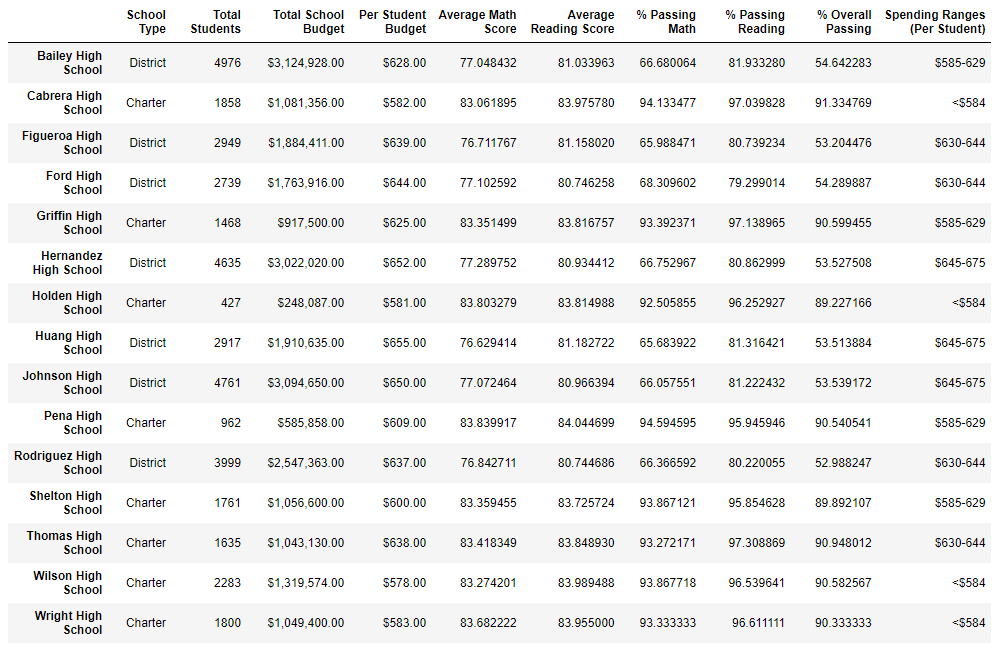 School Type Total Students Total School Budget Per Student Budget Average Math Score Average Reading Score % Passing Math % Passing Reading % Overall Passing Spending Ranges (Per Student)
Bailey High School District 4976 $3,124,928.00 $628.00 77.048432 81.033963 66.680064 81.933280 54.642283 $585-629
Cabrera High School Charter 1858 $1,081,356.00 $582.00 83.061895 83.975780 94.133477 97.039828 91.334769 <$584
Figueroa High School District 2949 $1,884,411.00 $639.00 76.711767 81.158020 65.988471 80.739234 53.204476 $630-644
Ford High School District 2739 $1,763,916.00 $644.00 77.102592 80.746258 68.309602 79.299014 54.289887 $630-644
Griffin High School Charter 1468 $917,500.00 $625.00 83.351499 83.816757 93.392371 97.138965 90.599455 $585-629
Hernandez High School District 4635 $3,022,020.00 $652.00 77.289752 80.934412 66.752967 80.862999 53.527508 $645-675
Holden High School Charter 427 $248,087.00 $581.00 83.803279 83.814988 92.505855 96.252927 89.227166 <$584
Huang High School District 2917 $1,910,635.00 $655.00 76.629414 81.182722 65.683922 81.316421 53.513884 $645-675
Johnson High School District 4761 $3,094,650.00 $650.00 77.072464 80.966394 66.057551 81.222432 53.539172 $645-675
Pena High School Charter 962 $585,858.00 $609.00 83.839917 84.044699 94.594595 95.945946 90.540541 $585-629
Rodriguez High School District 3999 $2,547,363.00 $637.00 76.842711 80.744686 66.366592 80.220055 52.988247 $630-644
Shelton High School Charter 1761 $1,056,600.00 $600.00 83.359455 83.725724 93.867121 95.854628 89.892107 $585-629
Thomas High School Charter 1635 $1,043,130.00 $638.00 83.418349 83.848930 93.272171 97.308869 90.948012 $630-644
Wilson High School Charter 2283 $1,319,574.00 $578.00 83.274201 83.989488 93.867718 96.539641 90.582567 <$584
Wright High School Charter 1800 $1,049,400.00 $583.00 83.682222 83.955000 93.333333 96.611111 90.333333 <$584